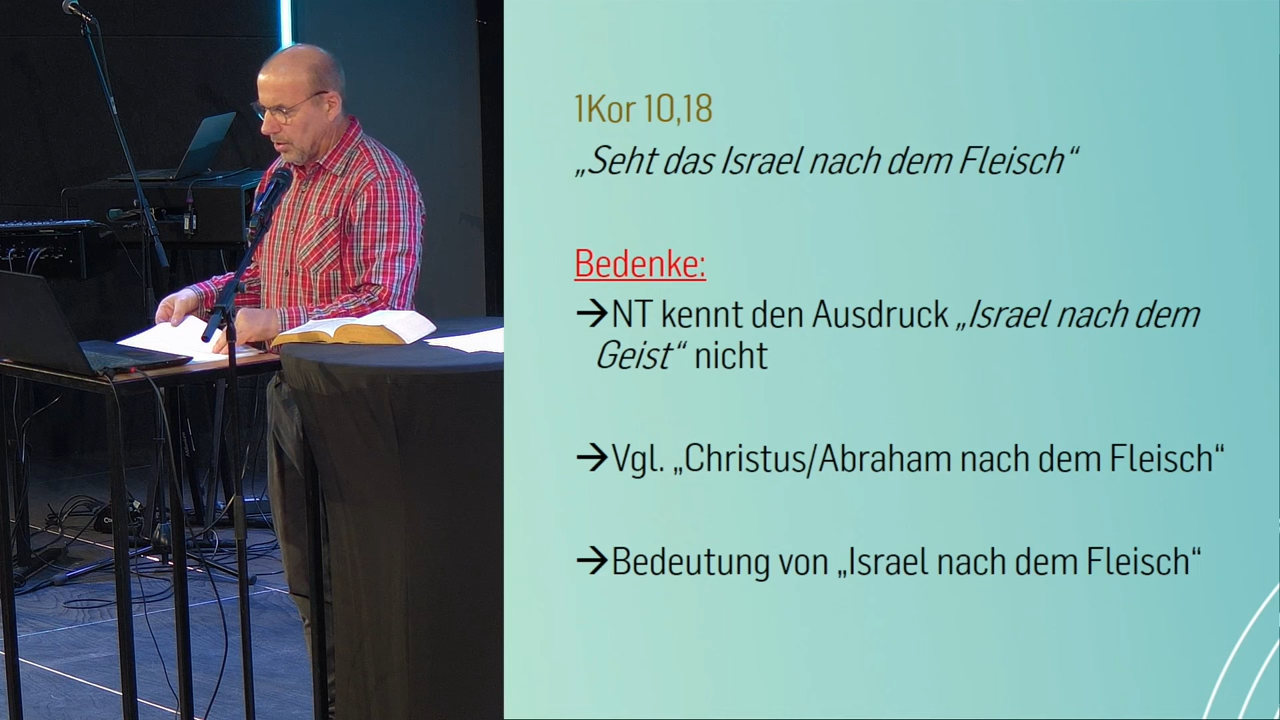 1Kor 10,18
„Seht das Israel nach dem Fleisch“
Bedenke:
→NT kennt den Ausdruck „Israel nach dem
Geist“ nicht
→Vgl. „Christus/Abraham nach dem Fleisch“
→Bedeutung von „Israel nach dem Fleisch“